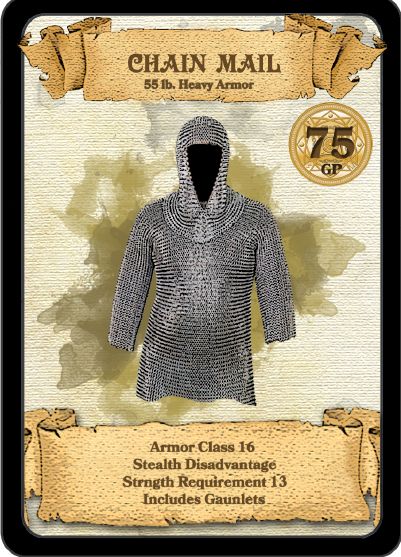 CHAIN MAIL
55 lb. Heavy Armor
75
GP
Armor Class 16
Stealth Disadvantage
Strngth Requirement 13
Includes Gaunlets